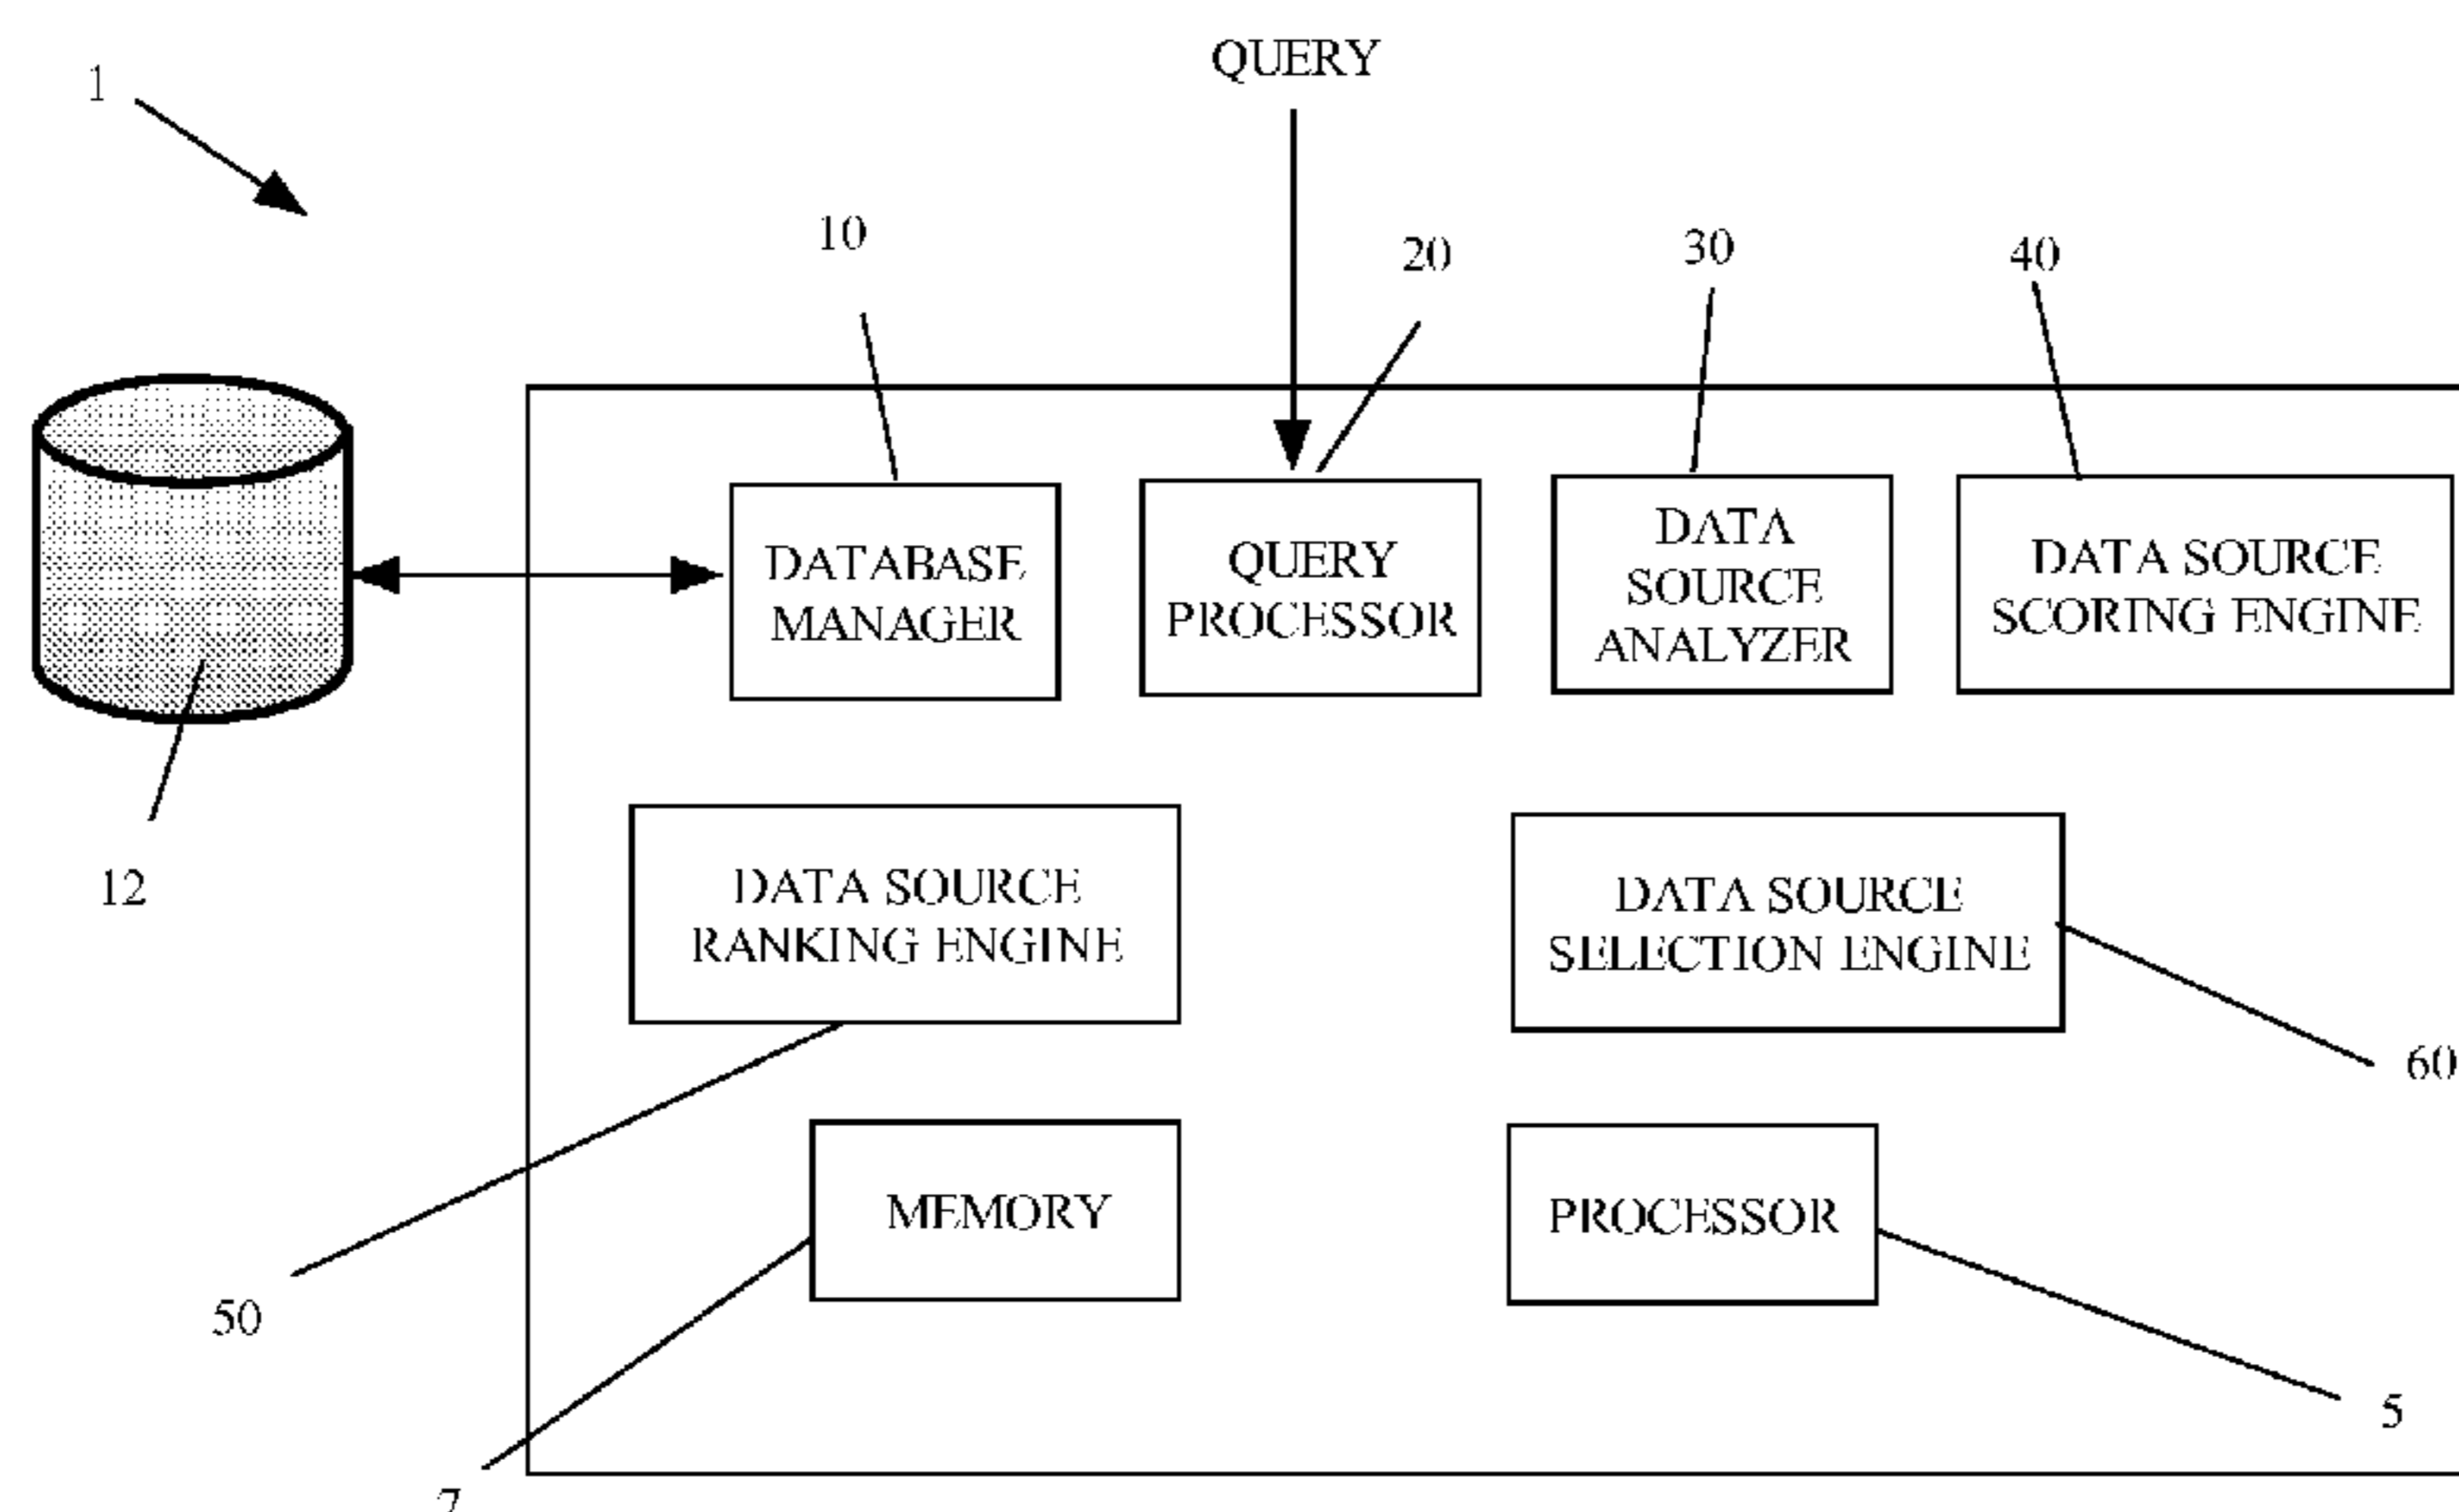 QUERY
1
10
20
30
40
DATABASE
MANAGER
QUERY
PROCESSOR
DATA
SOURCE
ANALYZER
DATA SOURCE
SCORING ENGINE
12
DATA SOURCE
RANKING ENGINE
DATA SOURCE
SELECTION ENGINE
60
MEMORY
PROCESSOR
50
5
7